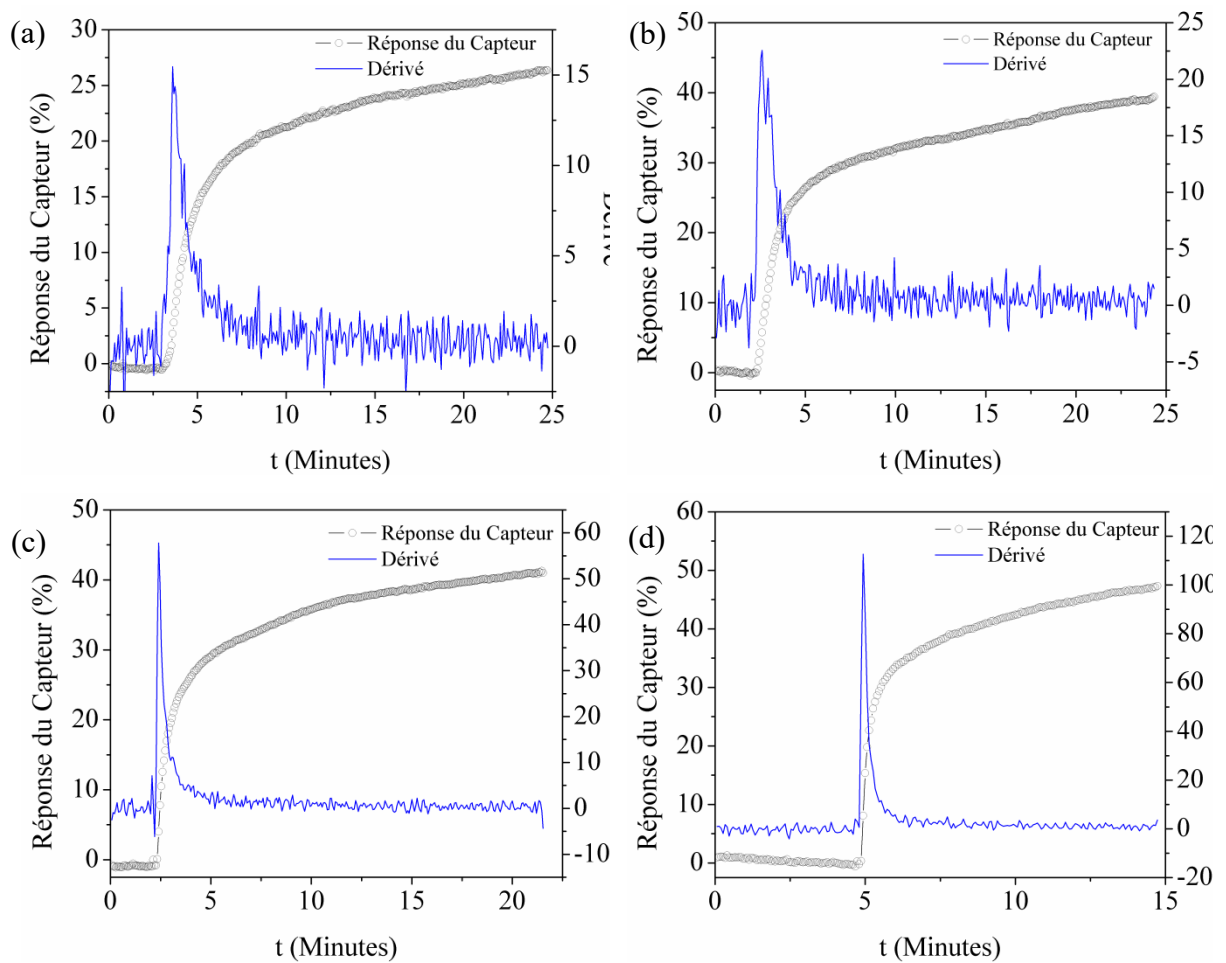 (a)
30
25
20
15
10
5
0
Réponse du Capteur (%)
Réponse du Capteur
Dérivé
15
10
5
0
0 5 10 15 20 25
t (Minutes)
(b)
50
40
30
20
10
0
Réponse du Capteur (%)
Réponse du Capteur
Dérivé
25
20
15
10
5
0
-5
0 5 10 15 20 25
t (Minutes)
(c)
50
40
30
20
10
0
Réponse du Capteur (%)
Réponse du Capteur
Dérivé
60
50
40
30
20
10
0
-10
0 5 10 15 20
t (Minutes)
(d)
60
50
40
30
20
10
0
Réponse du Capteur (%)
Réponse du Capteur
Dérivé
120
100
80
60
40
20
0
-20
0 5 10 15
t (Minutes)